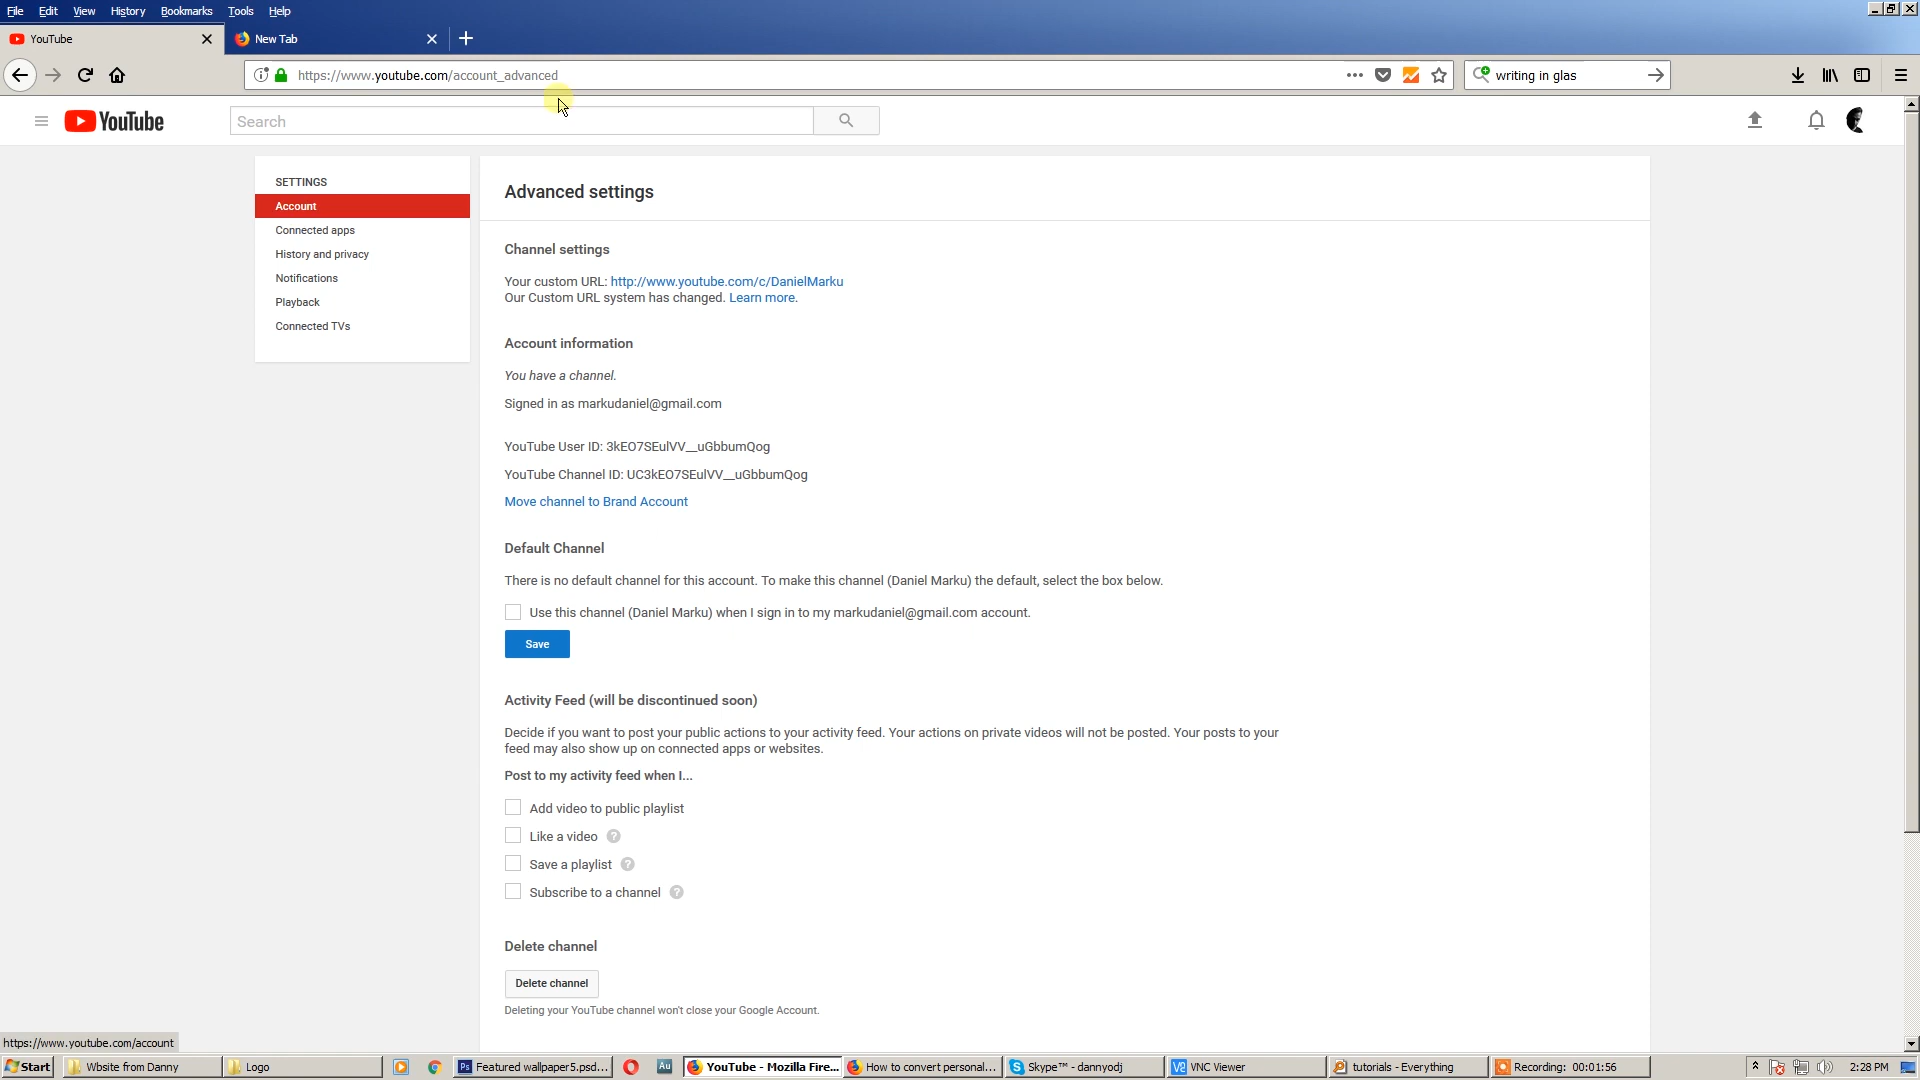 File Edit View History Bookmarks Tools Help
YouTube New Tab
https://www.youtube.com/account_advanced writing in glas
YouTube Search
SETTINGS
Account
Connected apps
History and privacy
Notifications
Playback
Connected TVs
Advanced settings
Channel settings
Your custom URL: http://www.youtube.com/c/DanielMarku
Our Custom URL system has changed. Learn more.
Account information
You have a channel.
Signed in as markudaniel@gmail.com
YouTube User ID: 3kEO7SEulVV__uGbbumQog
YouTube Channel ID: UC3kEO7SEulVV__uGbbumQog
Move channel to Brand Account
Default Channel
There is no default channel for this account. To make this channel (Daniel Marku) the default, select the box below.
Use this channel (Daniel Marku) when I sign in to my markudaniel@gmail.com account.
Save
Activity Feed (will be discontinued soon)
Decide if you want to post your public actions to your activity feed. Your actions on private videos will not be posted. Your posts to your
feed may also show up on connected apps or websites.
Post to my activity feed when I...
Add video to public playlist
Like a video ?
Save a playlist ?
Subscribe to a channel ?
Delete channel
Delete channel
Deleting your YouTube channel won't close your Google Account.
https://www.youtube.com/account
Start Wbsite from Danny Logo Ps Featured wallpaper5.psd... Au YouTube - Mozilla Fire... How to convert personal... Skype™ - dannyodj VNC Viewer tutorials - Everything Recording: 00:01:56 2:28 PM